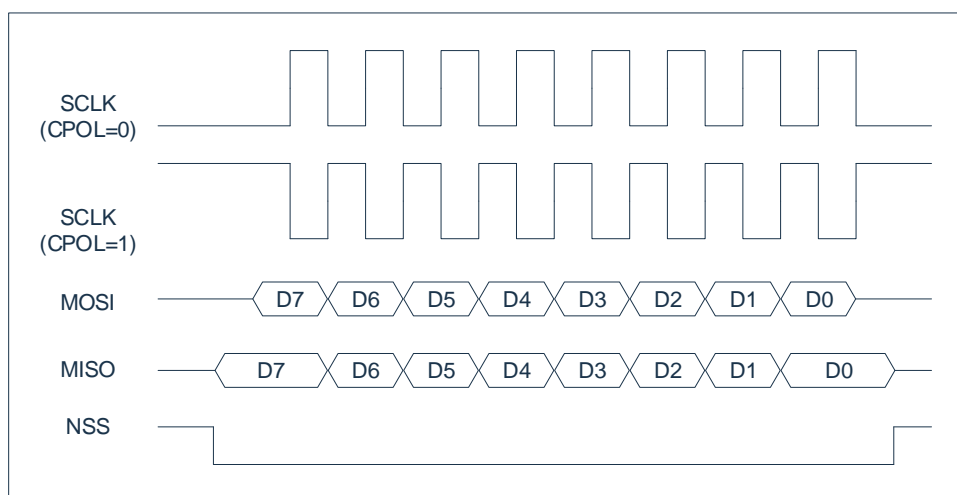 SCLK
(CPOL=0)
SCLK
(CPOL=1)
MOSI
D7 D6 D5 D4 D3 D2 D1 D0
MISO
D7 D6 D5 D4 D3 D2 D1 D0
NSS